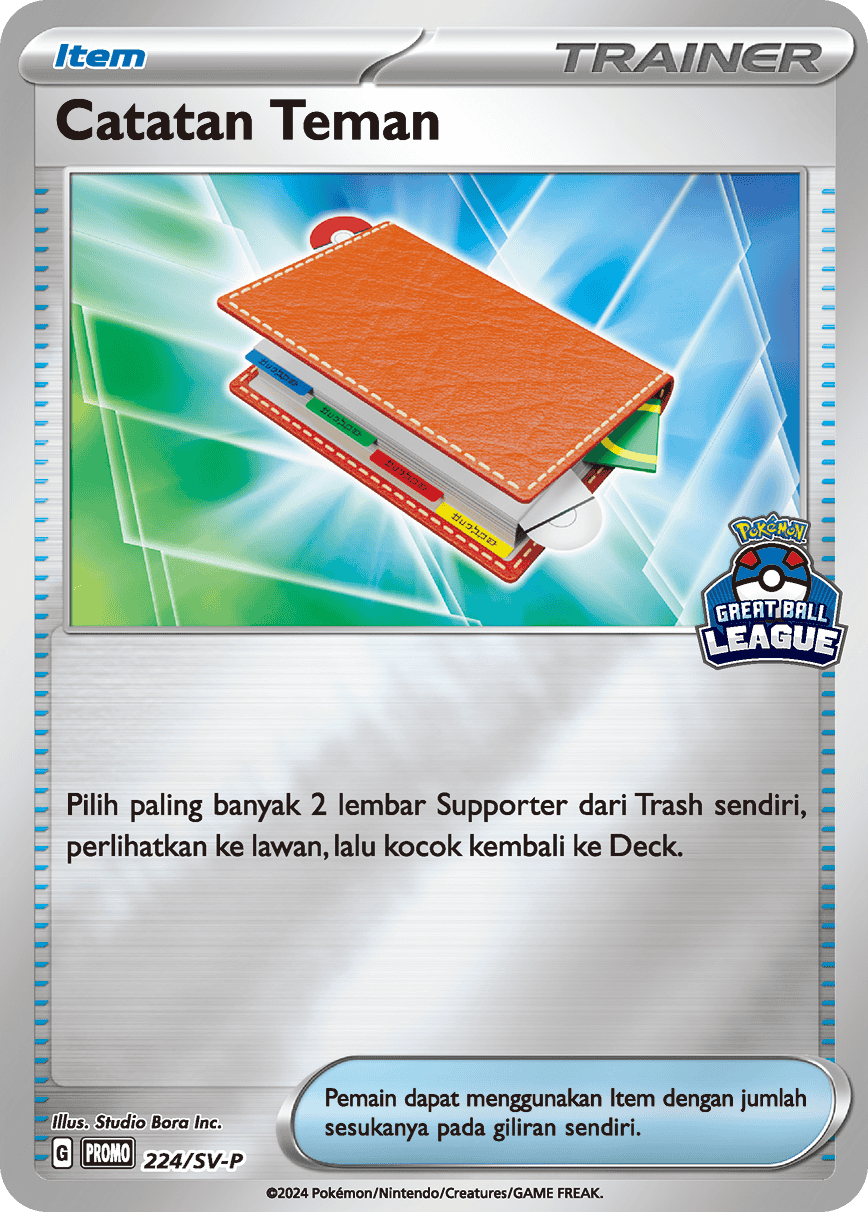 Item
TRAINER
Catatan Teman
Pokémon
GREAT BALL
LEAGUE
Pilih paling banyak 2 lembar Supporter dari Trash sendiri,
perlihatkan ke lawan, lalu kocok kembali ke Deck.
Pemain dapat menggunakan Item dengan jumlah
sesukanya pada giliran sendiri.
Illus. Studio Bora Inc.
G PROMO 224/SV-P
©2024 Pokémon/Nintendo/Creatures/GAME FREAK.